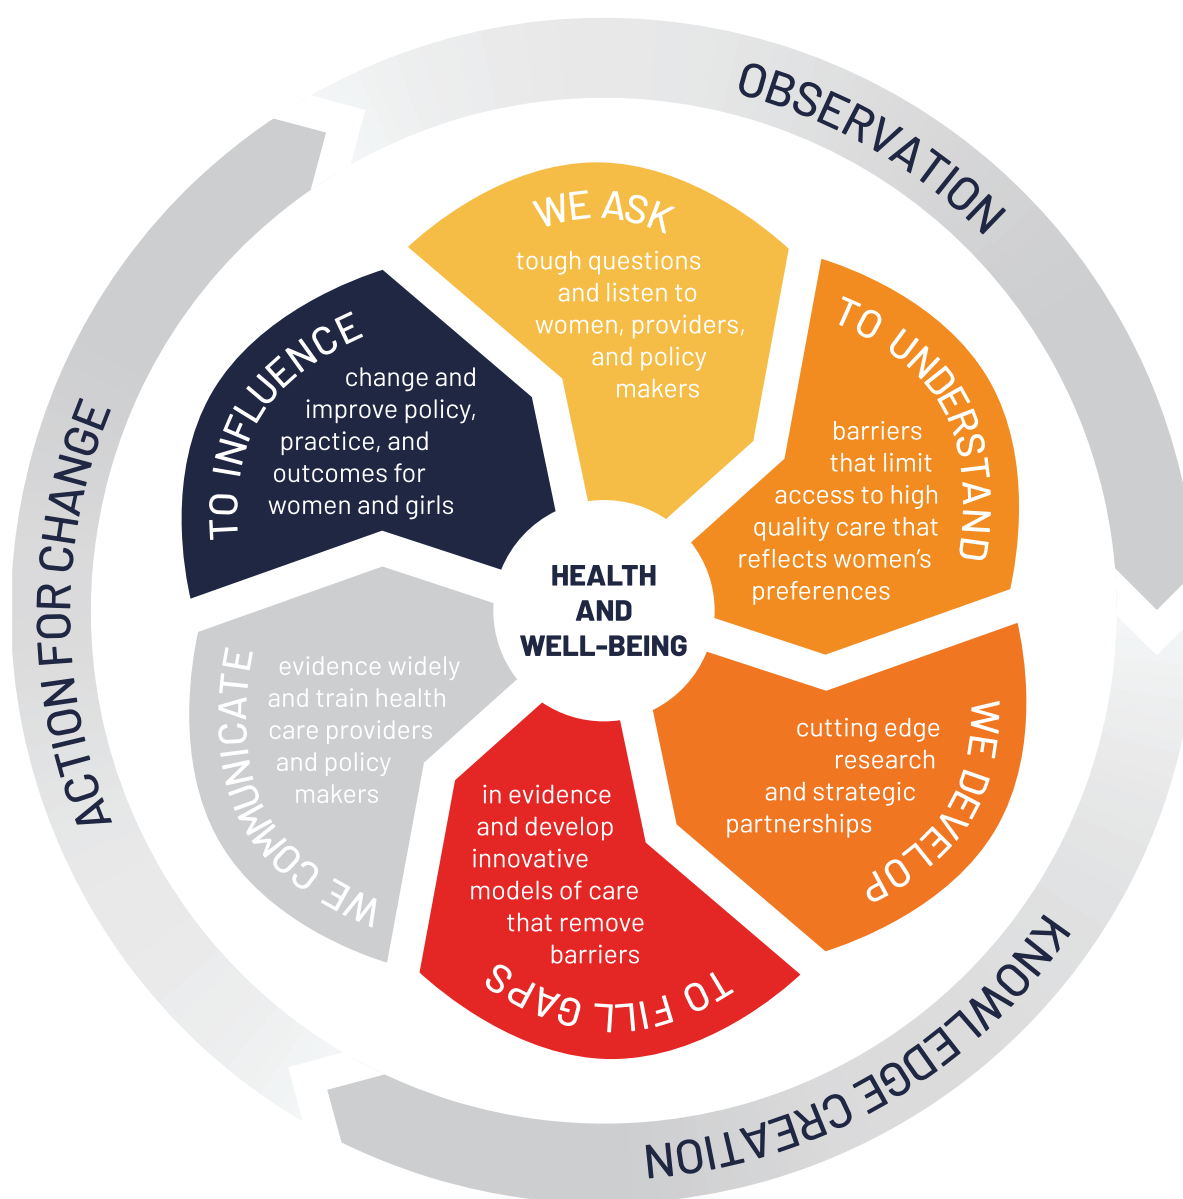 OBSERVATION
KNOWLEDGE CREATION
ACTION FOR CHANGE
WE ASK
tough questions
and listen to
women, providers,
and policy
makers
TO UNDERSTAND
barriers
that limit
access to high
quality care that
reflects women’s
preferences
WE DEVELOP
cutting edge
research
and strategic
partnerships
TO FILL GAPS
in evidence
and develop
innovative
models of care
that remove
barriers
WE COMMUNICATE
evidence widely
and train health
care providers
and policy
makers
TO INFLUENCE
change and
improve policy,
practice, and
outcomes for
women and girls
HEALTH
AND
WELL-BEING